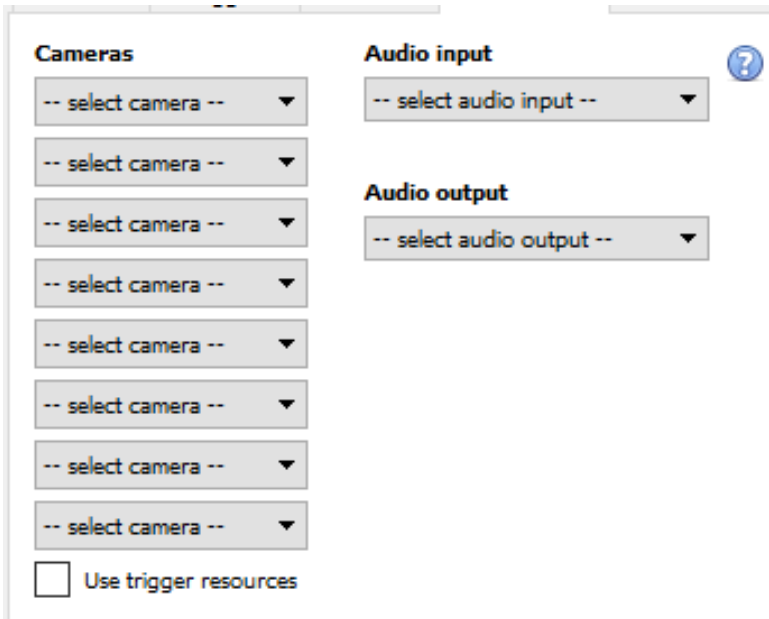 Cameras
-- select camera --
-- select camera --
-- select camera --
-- select camera --
-- select camera --
-- select camera --
-- select camera --
-- select camera --
Use trigger resources
Audio input
-- select audio input --
Audio output
-- select audio output --
?